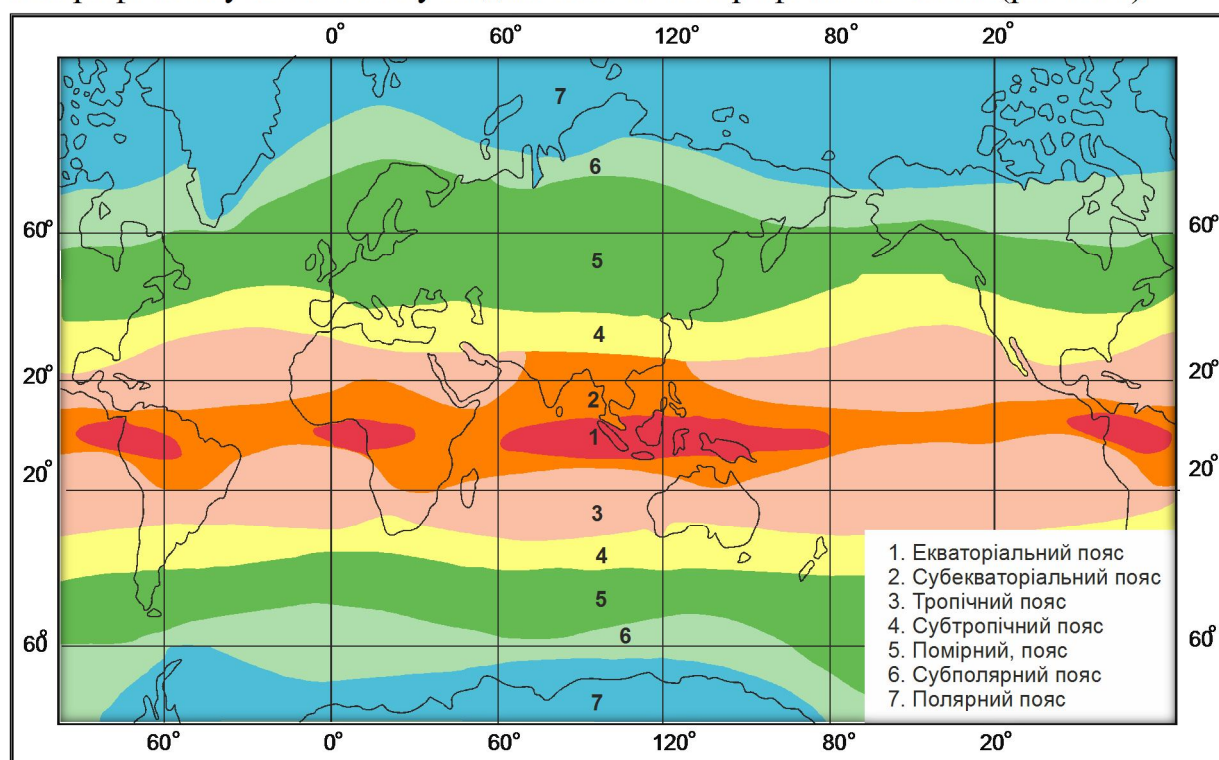 0° 60° 120° 20°
7
6
60° 60°
5
4
20° 20°
2
1
20° 20°
3
4
5
6
60° 60°
7
1. Екваторіальний пояс
2. Субекваторіальний пояс
3. Тропічний пояс
4. Субтропічний пояс
5. Помірний, пояс
6. Субполярний пояс
7. Полярний пояс
60° 0° 60° 120° 80° 20°